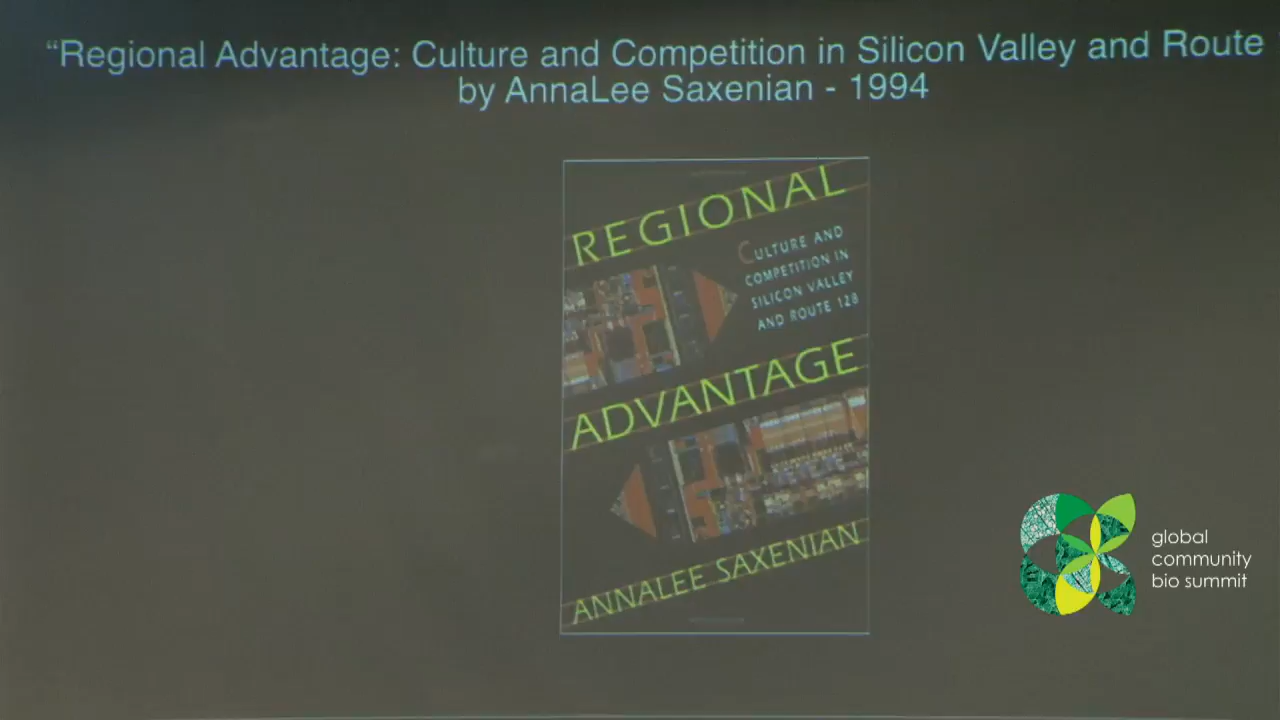 “Regional Advantage: Culture and Competition in Silicon Valley and Route
by AnnaLee Saxenian - 1994
REGIONAL
CULTURE AND
COMPETITION IN
SILICON VALLEY
AND ROUTE 128
ADVANTAGE
ANNALEE SAXENIAN
global
community
bio summit